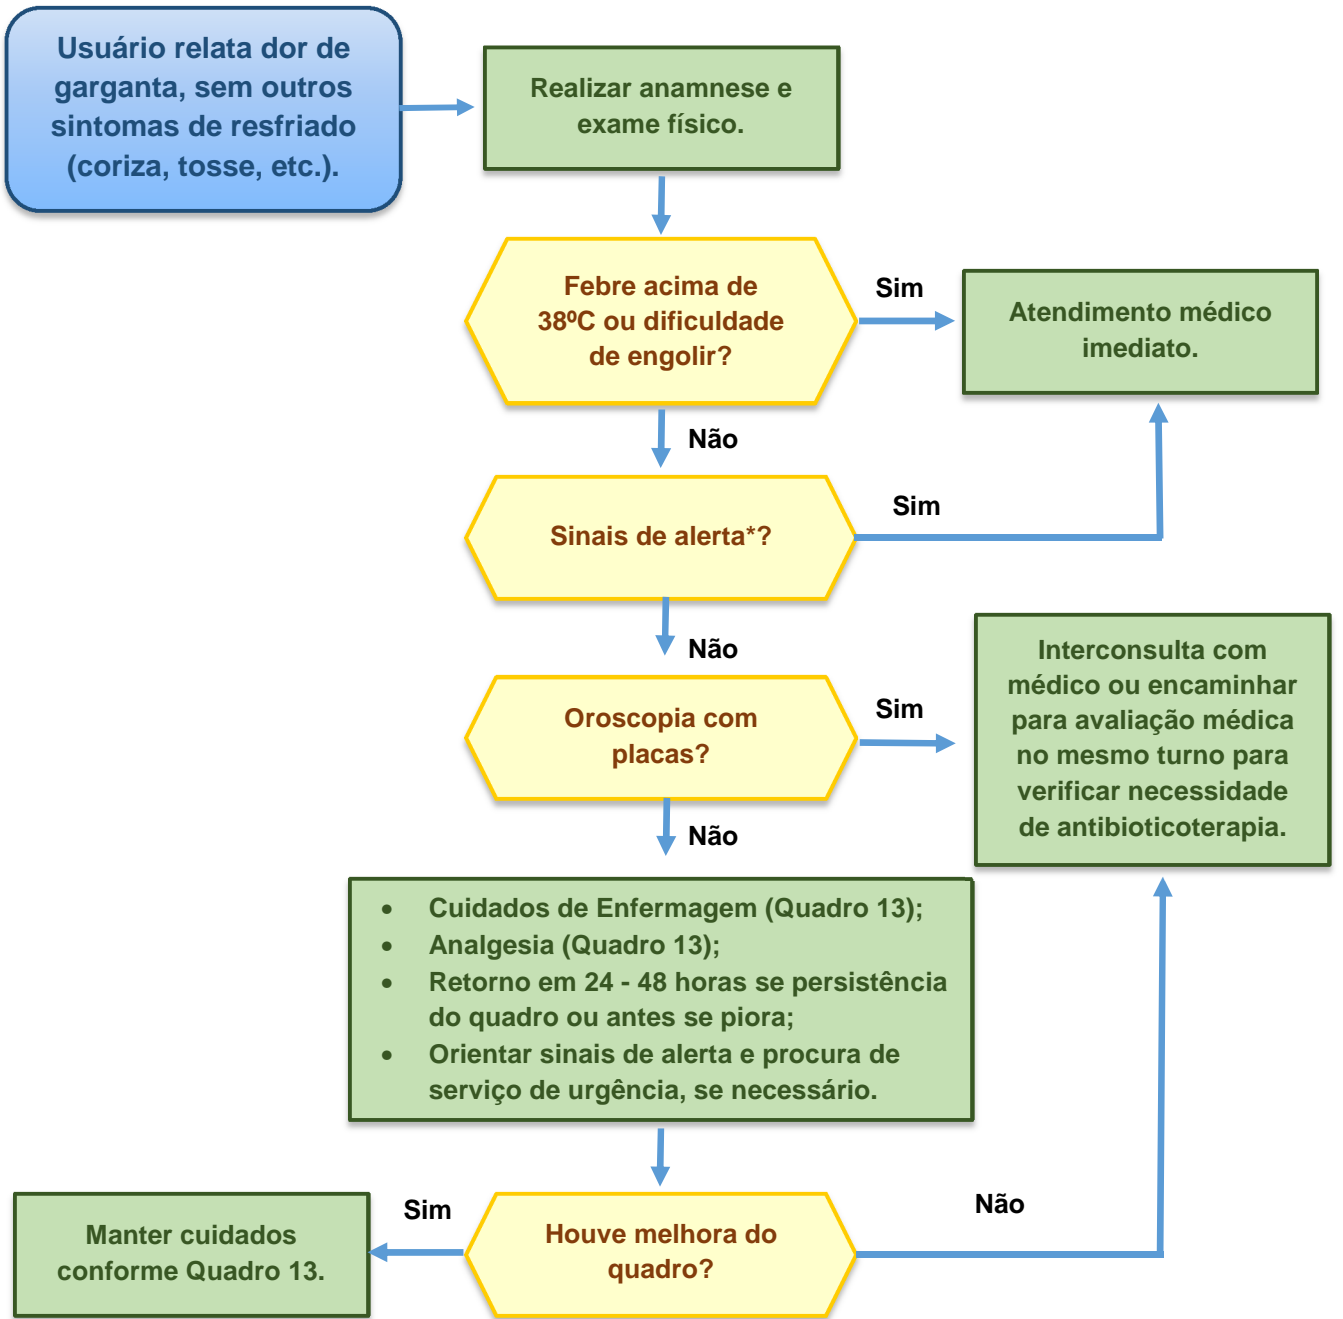 Usuário relata dor de
garganta, sem outros
sintomas de resfriado
(coriza, tosse, etc.).
Realizar anamnese e
exame físico.
Febre acima de
38ºC ou dificuldade
de engolir?
Sim
Atendimento médico
imediato.
Não
Sinais de alerta*?
Sim
Não
Oroscopia com
placas?
Sim
Interconsulta com
médico ou encaminhar
para avaliação médica
no mesmo turno para
verificar necessidade
de antibioticoterapia.
Não
• Cuidados de Enfermagem (Quadro 13);
• Analgesia (Quadro 13);
• Retorno em 24 - 48 horas se persistência
do quadro ou antes se piora;
• Orientar sinais de alerta e procura de
serviço de urgência, se necessário.
Houve melhora do
quadro?
Sim
Manter cuidados
conforme Quadro 13.
Não